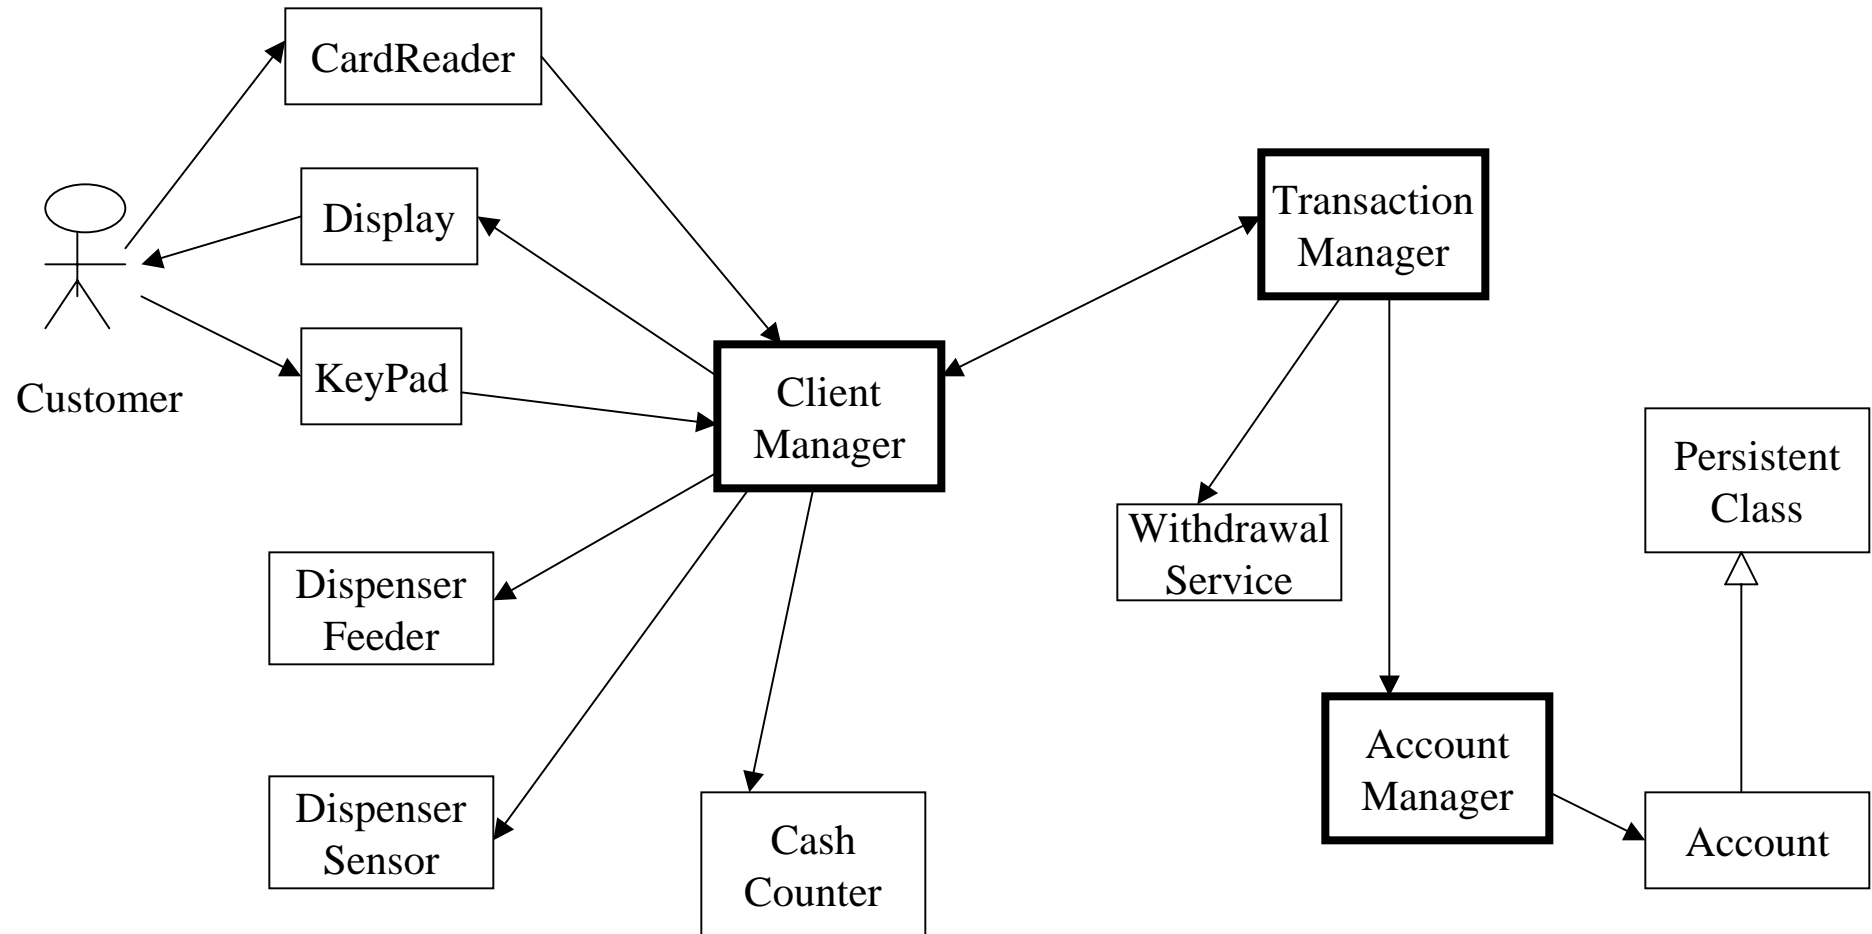 CardReader
Display
KeyPad
Customer
Client
Manager
Transaction
Manager
Withdrawal
Service
Persistent
Class
Dispenser
Feeder
Dispenser
Sensor
Cash
Counter
Account
Manager
Account